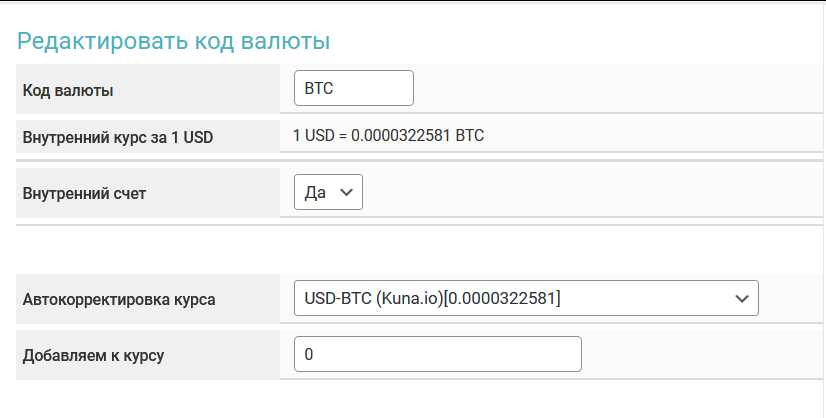 Редактировать код валюты
Код валюты BTC
Внутренний курс за 1 USD 1 USD = 0.0000322581 BTC
Внутренний счет Да
Автокорректировка курса USD-BTC (Kuna.io)[0.0000322581]
Добавляем к курсу 0